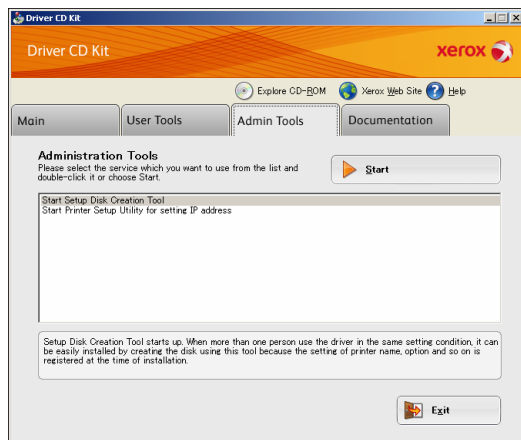 Driver CD Kit
Driver CD Kit
xerox
Explore CD-ROM
Xerox Web Site
Help
Main
User Tools
Admin Tools
Documentation
Administration Tools
Please select the service which you want to use from the list and
double-click it or choose Start.
Start
Start Setup Disk Creation Tool
Start Printer Setup Utility for setting IP address
Setup Disk Creation Tool starts up. When more than one person use the driver in the same setting condition, it can
be easily installed by creating the disk using this tool because the setting of printer name, option and so on is
registered at the time of installation.
Exit